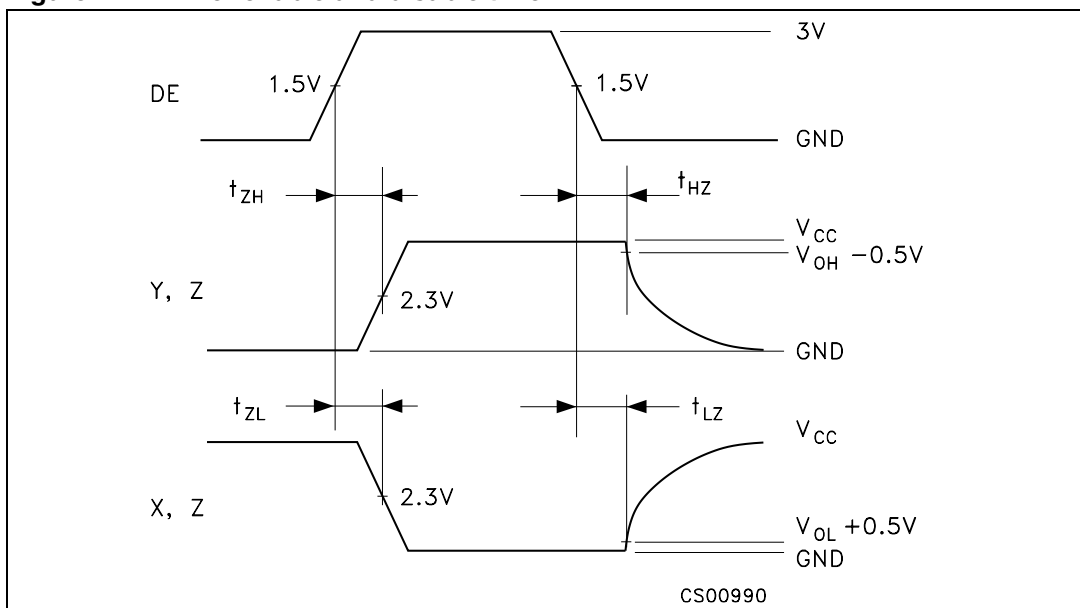 3V
1.5V
1.5V
DE
GND
tZH
tHZ
VCC
VOH −0.5V
Y, Z
2.3V
GND
tZL
tLZ
VCC
2.3V
X, Z
VOL +0.5V
GND
CS00990